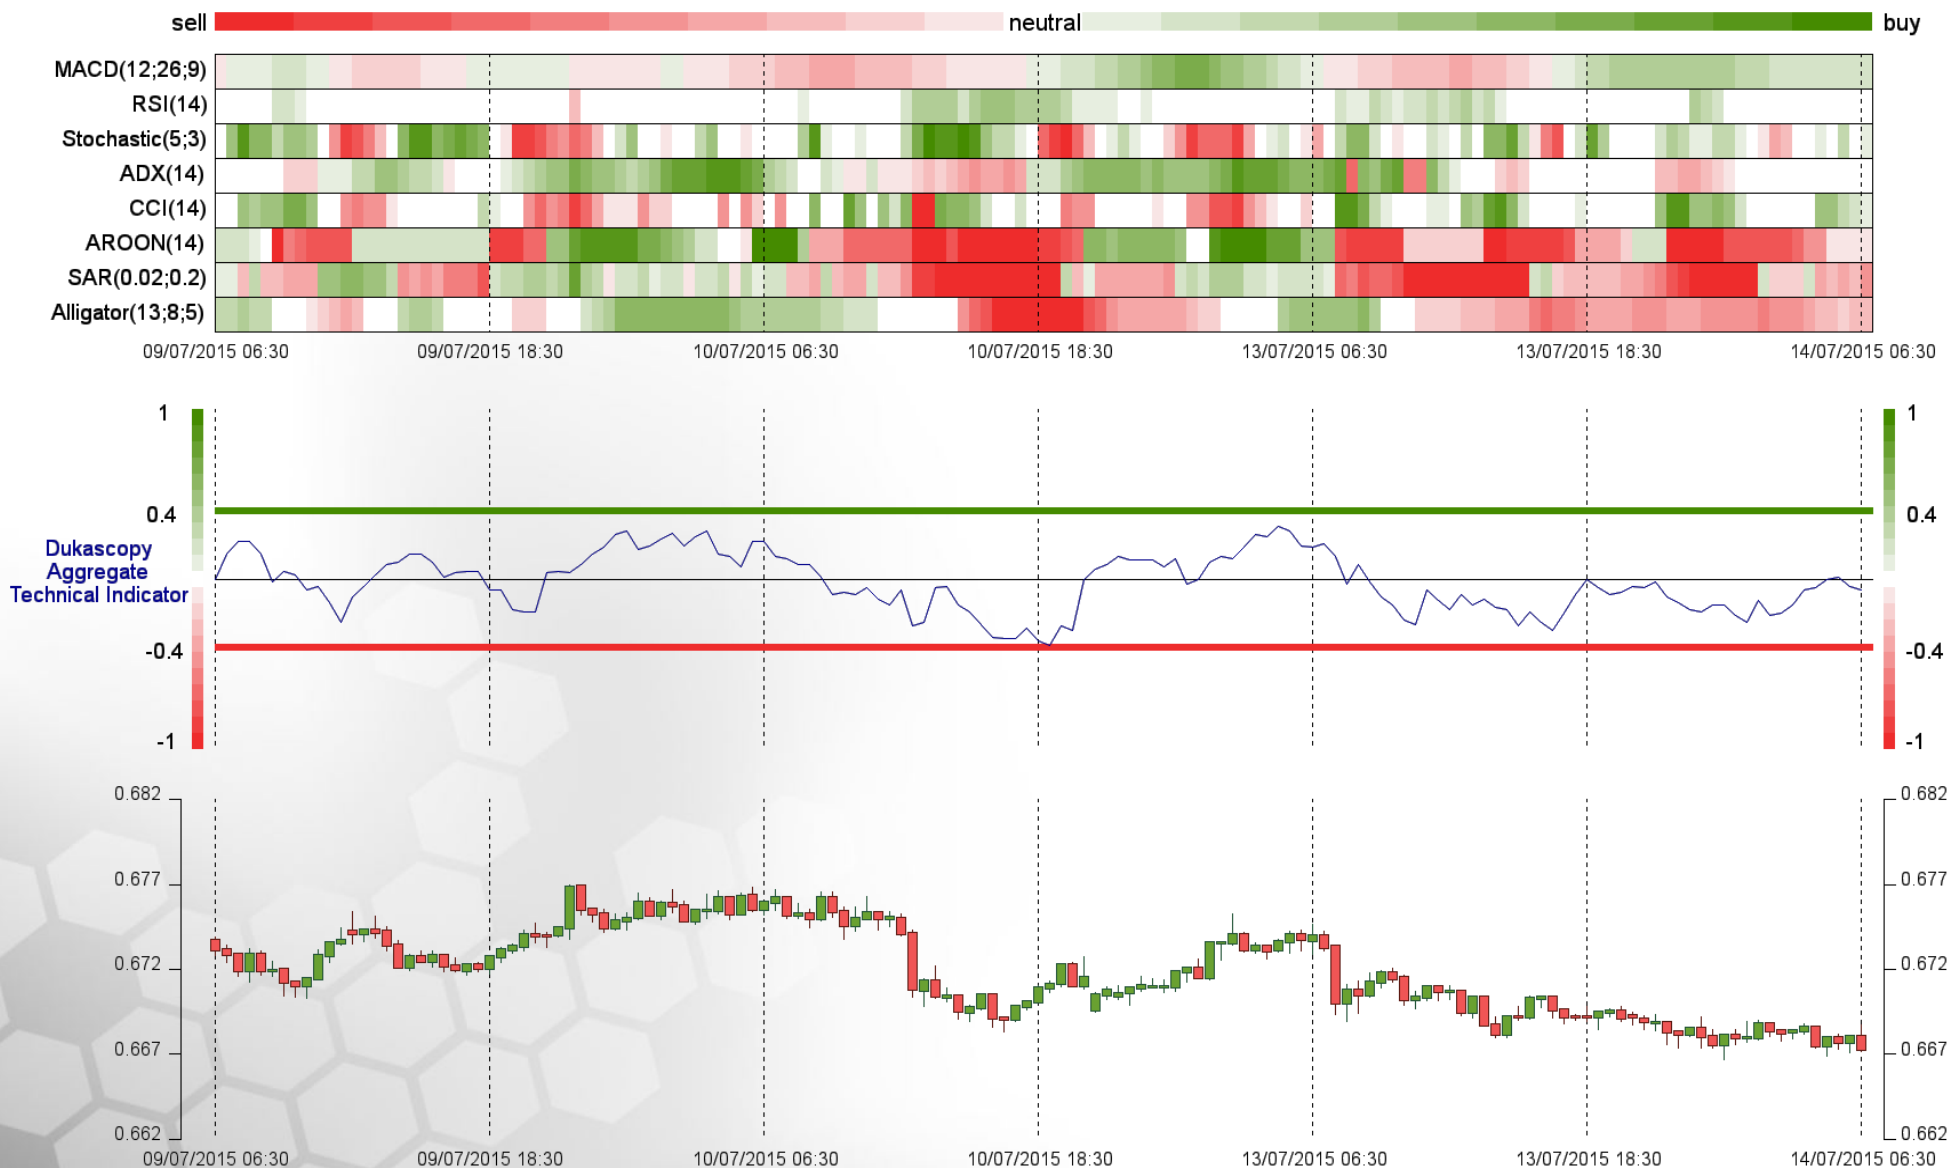 sell neutral buy
MACD(12;26;9)
RSI(14)
Stochastic(5;3)
ADX(14)
CCI(14)
AROON(14)
SAR(0.02;0.2)
Alligator(13;8;5)
09/07/2015 06:30 09/07/2015 18:30 10/07/2015 06:30 10/07/2015 18:30 13/07/2015 06:30 13/07/2015 18:30 14/07/2015 06:30
1 1
0.4 0.4
Dukascopy
Aggregate
Technical Indicator
-0.4 -0.4
-1 -1
0.682 0.682
0.677 0.677
0.672 0.672
0.667 0.667
0.662 0.662
09/07/2015 06:30 09/07/2015 18:30 10/07/2015 06:30 10/07/2015 18:30 13/07/2015 06:30 13/07/2015 18:30 14/07/2015 06:30